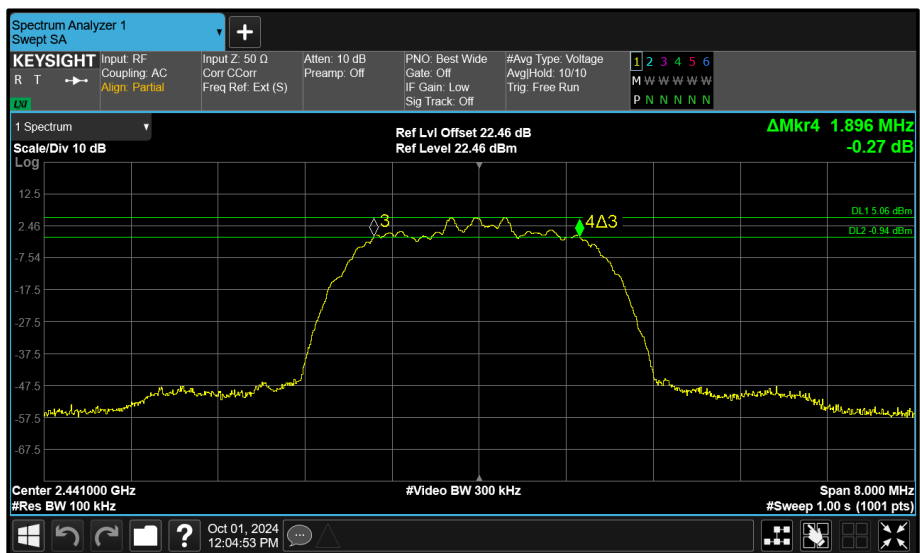 Spectrum Analyzer 1
Swept SA
KEYSIGHT
R T
LXI
Input: RF
Coupling: AC
Align: Partial
Input Z: 50 Ω
Corr CCorr
Freq Ref: Ext (S)
Atten: 10 dB
Preamp: Off
PNO: Best Wide
Gate: Off
IF Gain: Low
Sig Track: Off
#Avg Type: Voltage
Avg|Hold: 10/10
Trig: Free Run
1 2 3 4 5 6
M W W W W W
P N N N N N
1 Spectrum
Scale/Div 10 dB
Log
Ref Lvl Offset 22.46 dB
Ref Level 22.46 dBm
ΔMkr4 1.896 MHz
-0.27 dB
12.5
2.46
-7.54
-17.5
-27.5
-37.5
-47.5
-57.5
-67.5
3
4Δ3
DL1 5.06 dBm
DL2 -0.94 dBm
Center 2.441000 GHz
#Res BW 100 kHz
#Video BW 300 kHz
Span 8.000 MHz
#Sweep 1.00 s (1001 pts)
?
Oct 01, 2024
12:04:53 PM